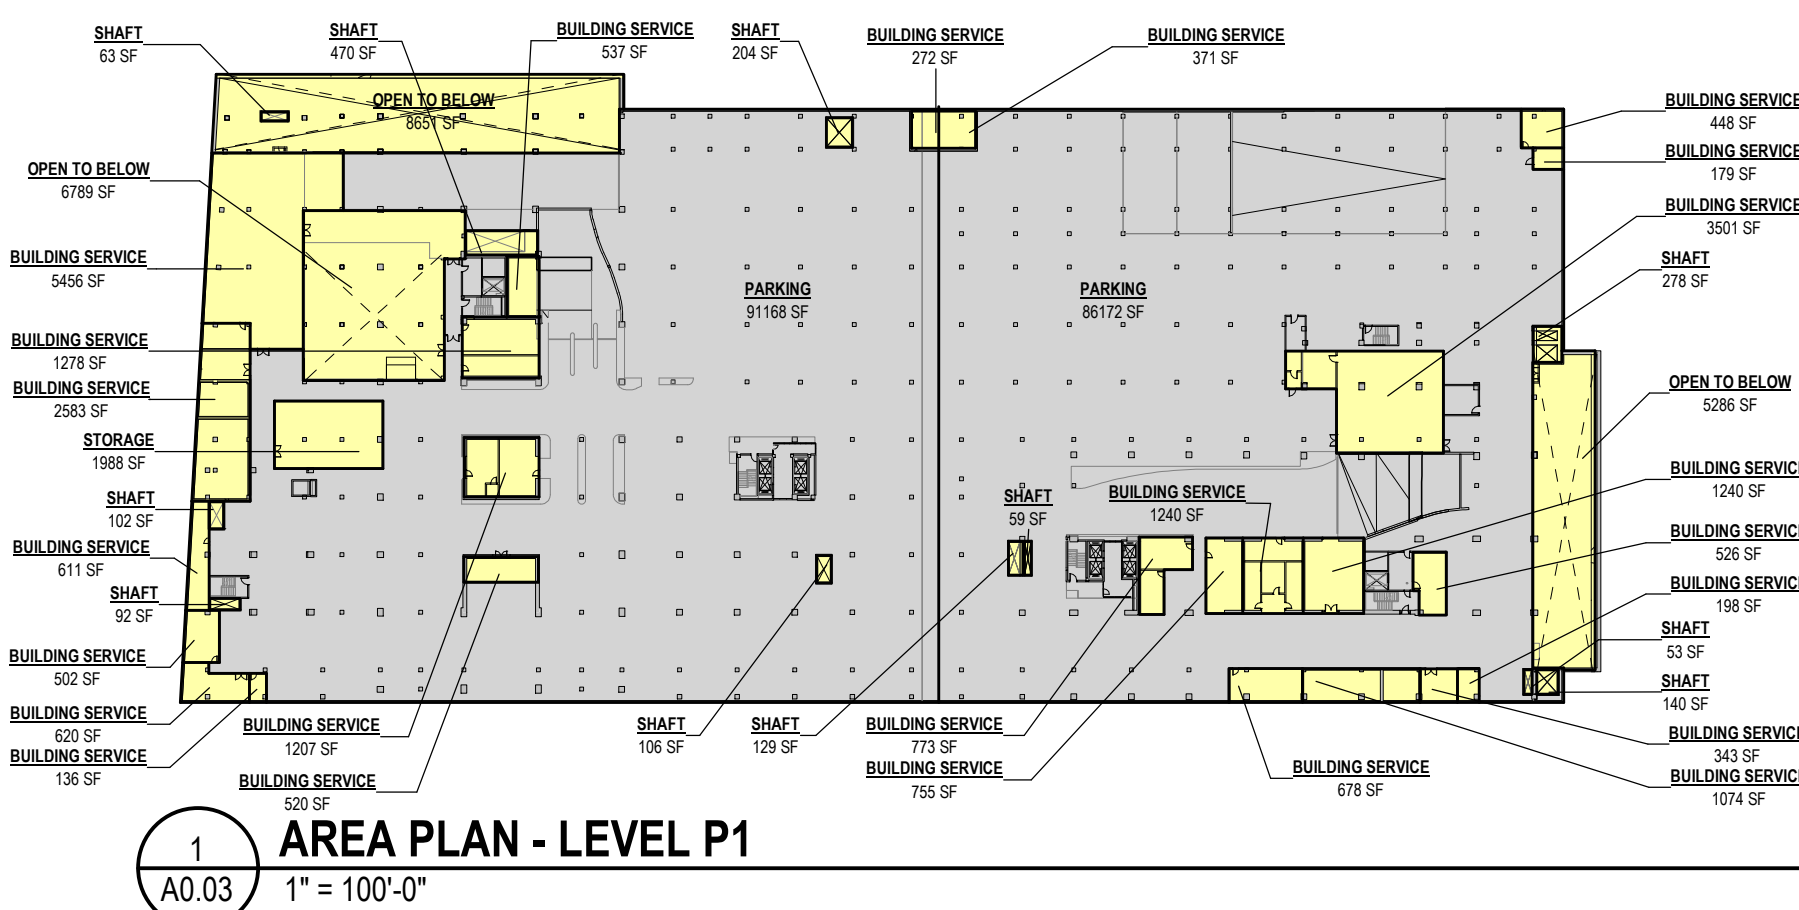 SHAFT
63 SF
SHAFT
470 SF
BUILDING SERVICE
537 SF
SHAFT
204 SF
BUILDING SERVICE
272 SF
BUILDING SERVICE
371 SF
OPEN TO BELOW
8651 SF
BUILDING SERVICE
448 SF
BUILDING SERVICE
179 SF
OPEN TO BELOW
6789 SF
BUILDING SERVICE
3501 SF
BUILDING SERVICE
5456 SF
SHAFT
278 SF
PARKING
91168 SF
PARKING
86172 SF
BUILDING SERVICE
1278 SF
BUILDING SERVICE
2583 SF
OPEN TO BELOW
5286 SF
STORAGE
1988 SF
BUILDING SERVICE
1240 SF
SHAFT
102 SF
SHAFT
59 SF
BUILDING SERVICE
1240 SF
BUILDING SERVICE
611 SF
BUILDING SERVICE
526 SF
SHAFT
92 SF
BUILDING SERVICE
198 SF
SHAFT
53 SF
BUILDING SERVICE
502 SF
SHAFT
140 SF
BUILDING SERVICE
620 SF
BUILDING SERVICE
1207 SF
SHAFT
106 SF
SHAFT
129 SF
BUILDING SERVICE
773 SF
BUILDING SERVICE
343 SF
BUILDING SERVICE
136 SF
BUILDING SERVICE
520 SF
BUILDING SERVICE
755 SF
BUILDING SERVICE
678 SF
BUILDING SERVICE
1074 SF
1
AREA PLAN - LEVEL P1
A0.03
1" = 100'-0"